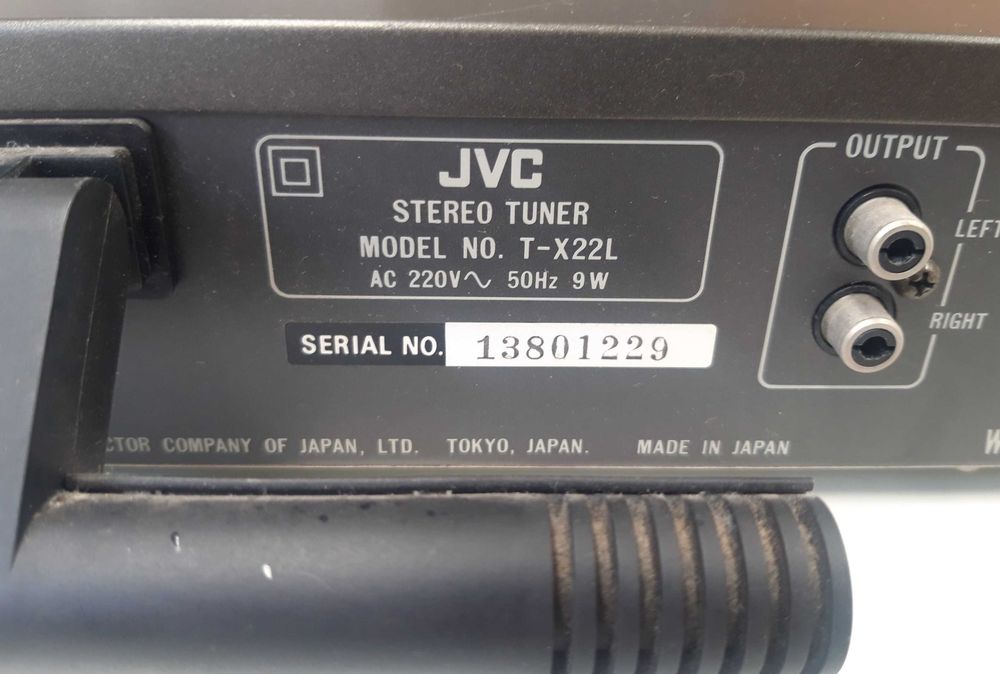 JVC
STEREO TUNER
MODEL NO. T-X22L
AC 220V∿ 50Hz 9W
SERIAL NO. 13801229
OUTPUT
LEFT
RIGHT
CTOR COMPANY OF JAPAN, LTD. TOKYO, JAPAN. MADE IN JAPAN